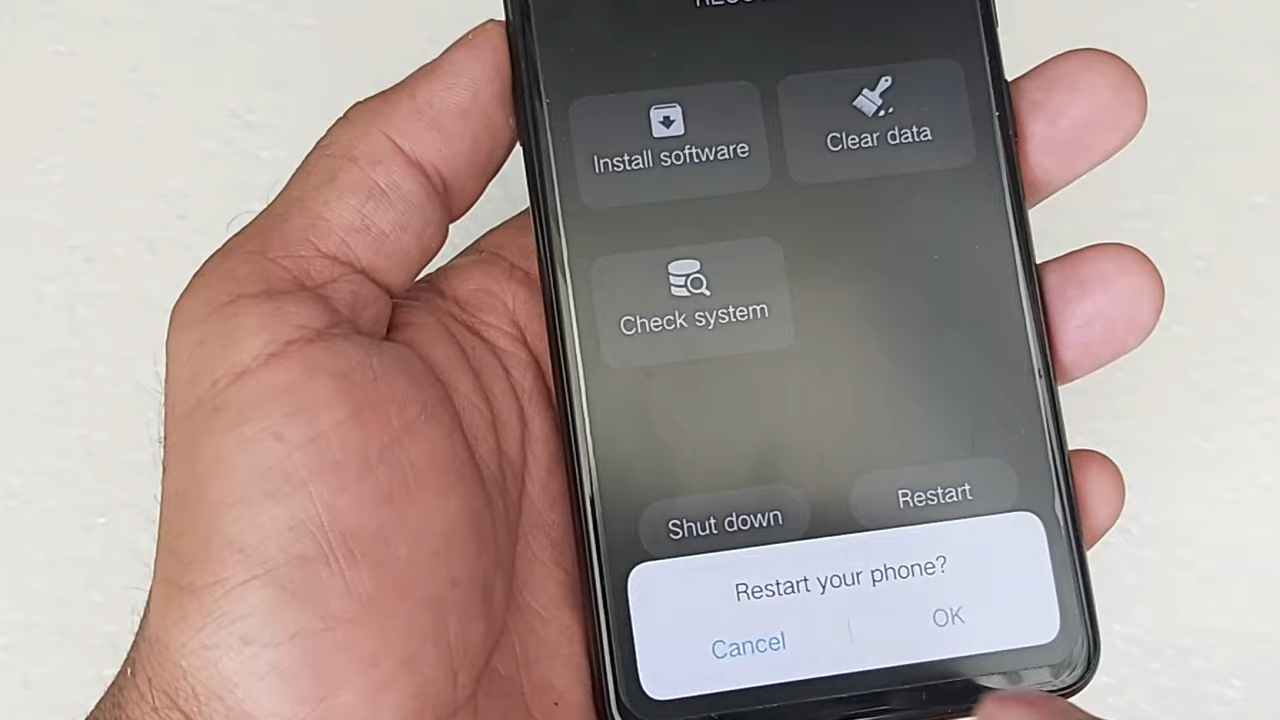 Install software
Clear data
Check system
Shut down
Restart
Restart your phone?
Cancel
OK